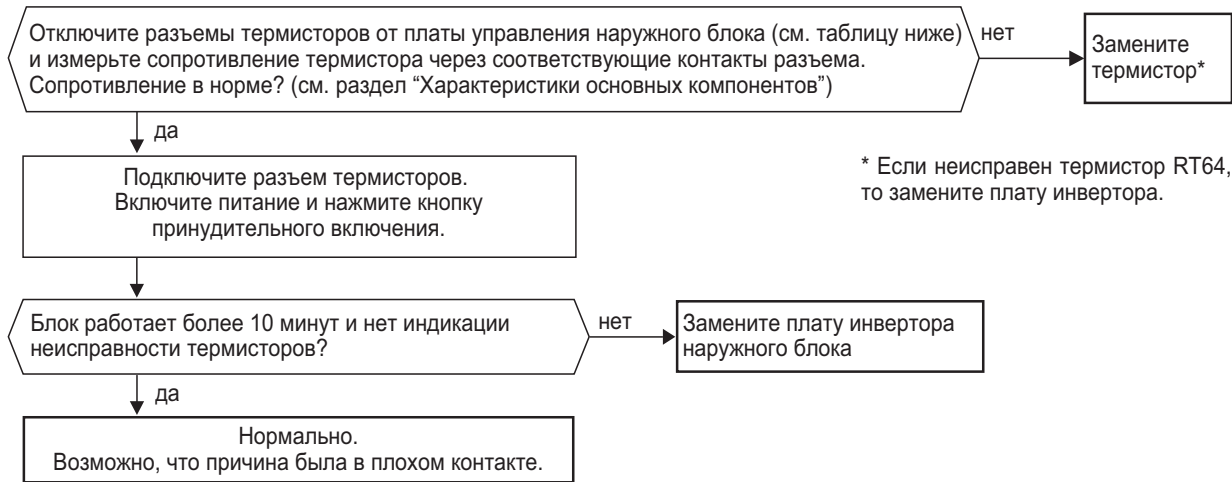 Отключите разъемы термисторов от платы управления наружного блока (см. таблицу ниже)
и измерьте сопротивление термистора через соответствующие контакты разъема.
Сопротивление в норме? (см. раздел “Характеристики основных компонентов”)
нет
Замените
термистор*
да
* Если неисправен термистор RT64,
то замените плату инвертора.
Подключите разъем термисторов.
Включите питание и нажмите кнопку
принудительного включения.
Блок работает более 10 минут и нет индикации
неисправности термисторов?
нет
Замените плату инвертора
наружного блока
да
Нормально.
Возможно, что причина была в плохом контакте.